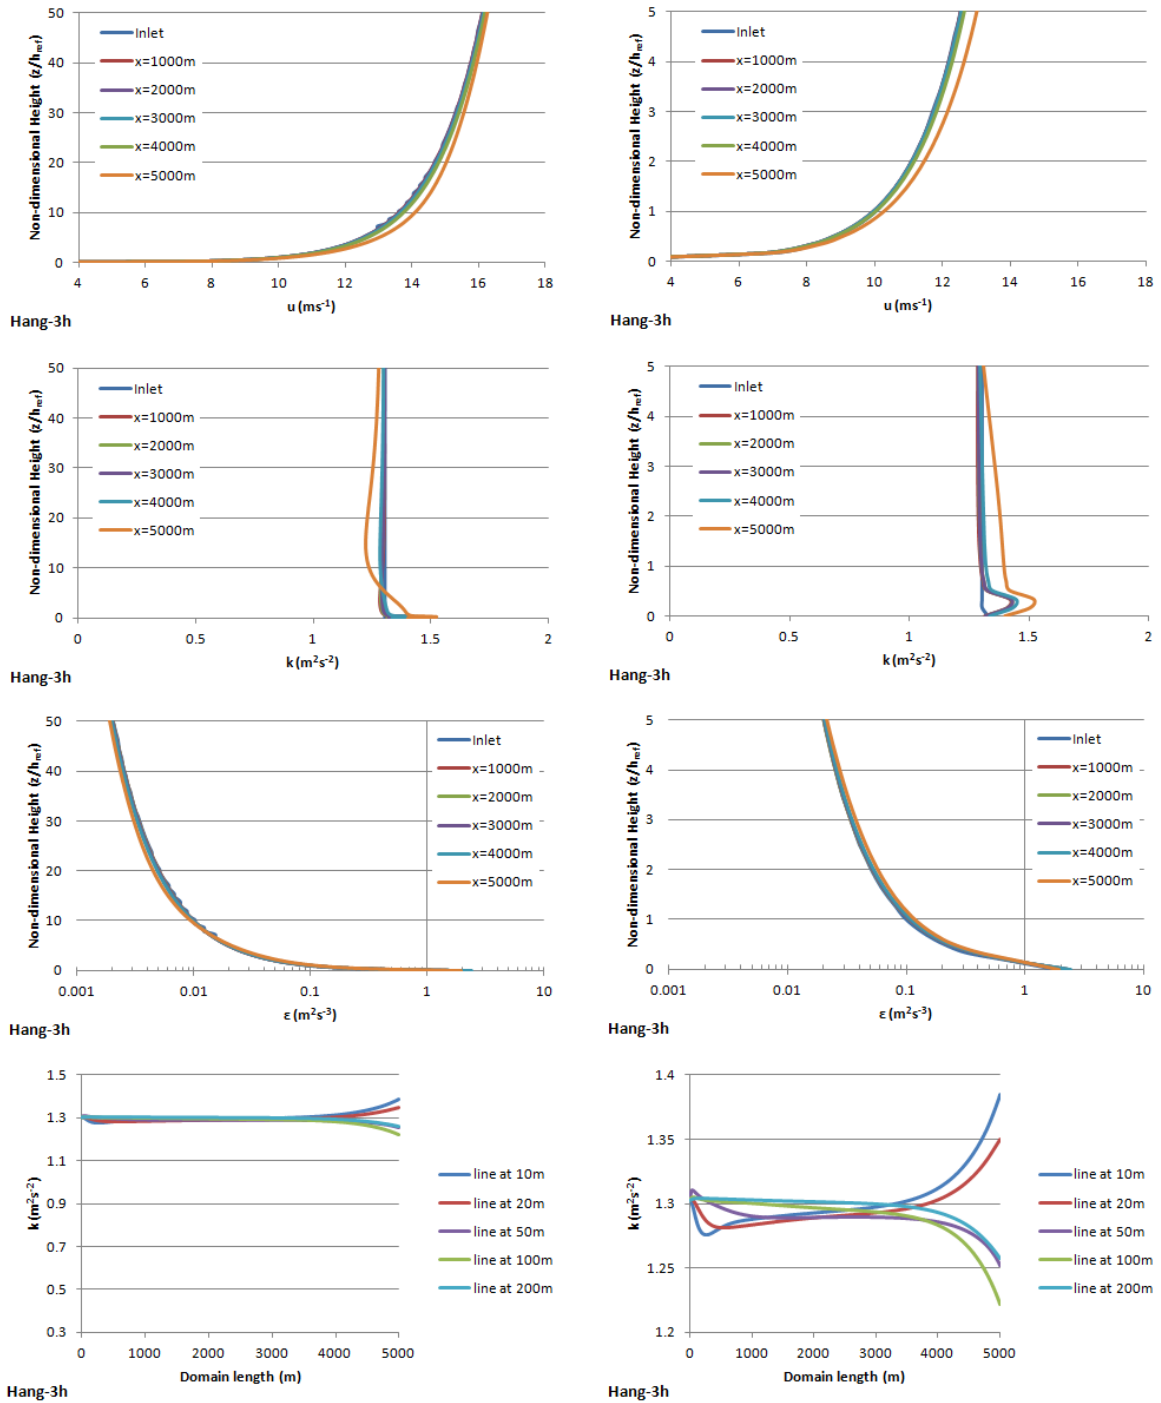 Non-dimensional Height (z/href)
50
40
30
20
10
0
Inlet
x=1000m
x=2000m
x=3000m
x=4000m
x=5000m
4 6 8 10 12 14 16 18
u (ms-1)
Hang-3h
Non-dimensional Height (z/href)
5
4
3
2
1
0
Inlet
x=1000m
x=2000m
x=3000m
x=4000m
x=5000m
4 6 8 10 12 14 16 18
u (ms-1)
Hang-3h
Non-dimensional Height (z/href)
50
40
30
20
10
0
Inlet
x=1000m
x=2000m
x=3000m
x=4000m
x=5000m
0 0.5 1 1.5 2
k (m2s-2)
Hang-3h
Non-dimensional Height (z/href)
5
4
3
2
1
0
Inlet
x=1000m
x=2000m
x=3000m
x=4000m
x=5000m
0 0.5 1 1.5 2
k (m2s-2)
Hang-3h
Non-dimensional Height (z/href)
50
40
30
20
10
0
Inlet
x=1000m
x=2000m
x=3000m
x=4000m
x=5000m
0.001 0.01 0.1 1 10
ε (m2s-3)
Hang-3h
Non-dimensional Height (z/href)
5
4
3
2
1
0
Inlet
x=1000m
x=2000m
x=3000m
x=4000m
x=5000m
0.001 0.01 0.1 1 10
ε (m2s-3)
Hang-3h
k (m2s-2)
1.5
1.3
1.1
0.9
0.7
0.5
0.3
line at 10m
line at 20m
line at 50m
line at 100m
line at 200m
0 1000 2000 3000 4000 5000
Domain length (m)
Hang-3h
k (m2s-2)
1.4
1.35
1.3
1.25
1.2
line at 10m
line at 20m
line at 50m
line at 100m
line at 200m
0 1000 2000 3000 4000 5000
Domain length (m)
Hang-3h